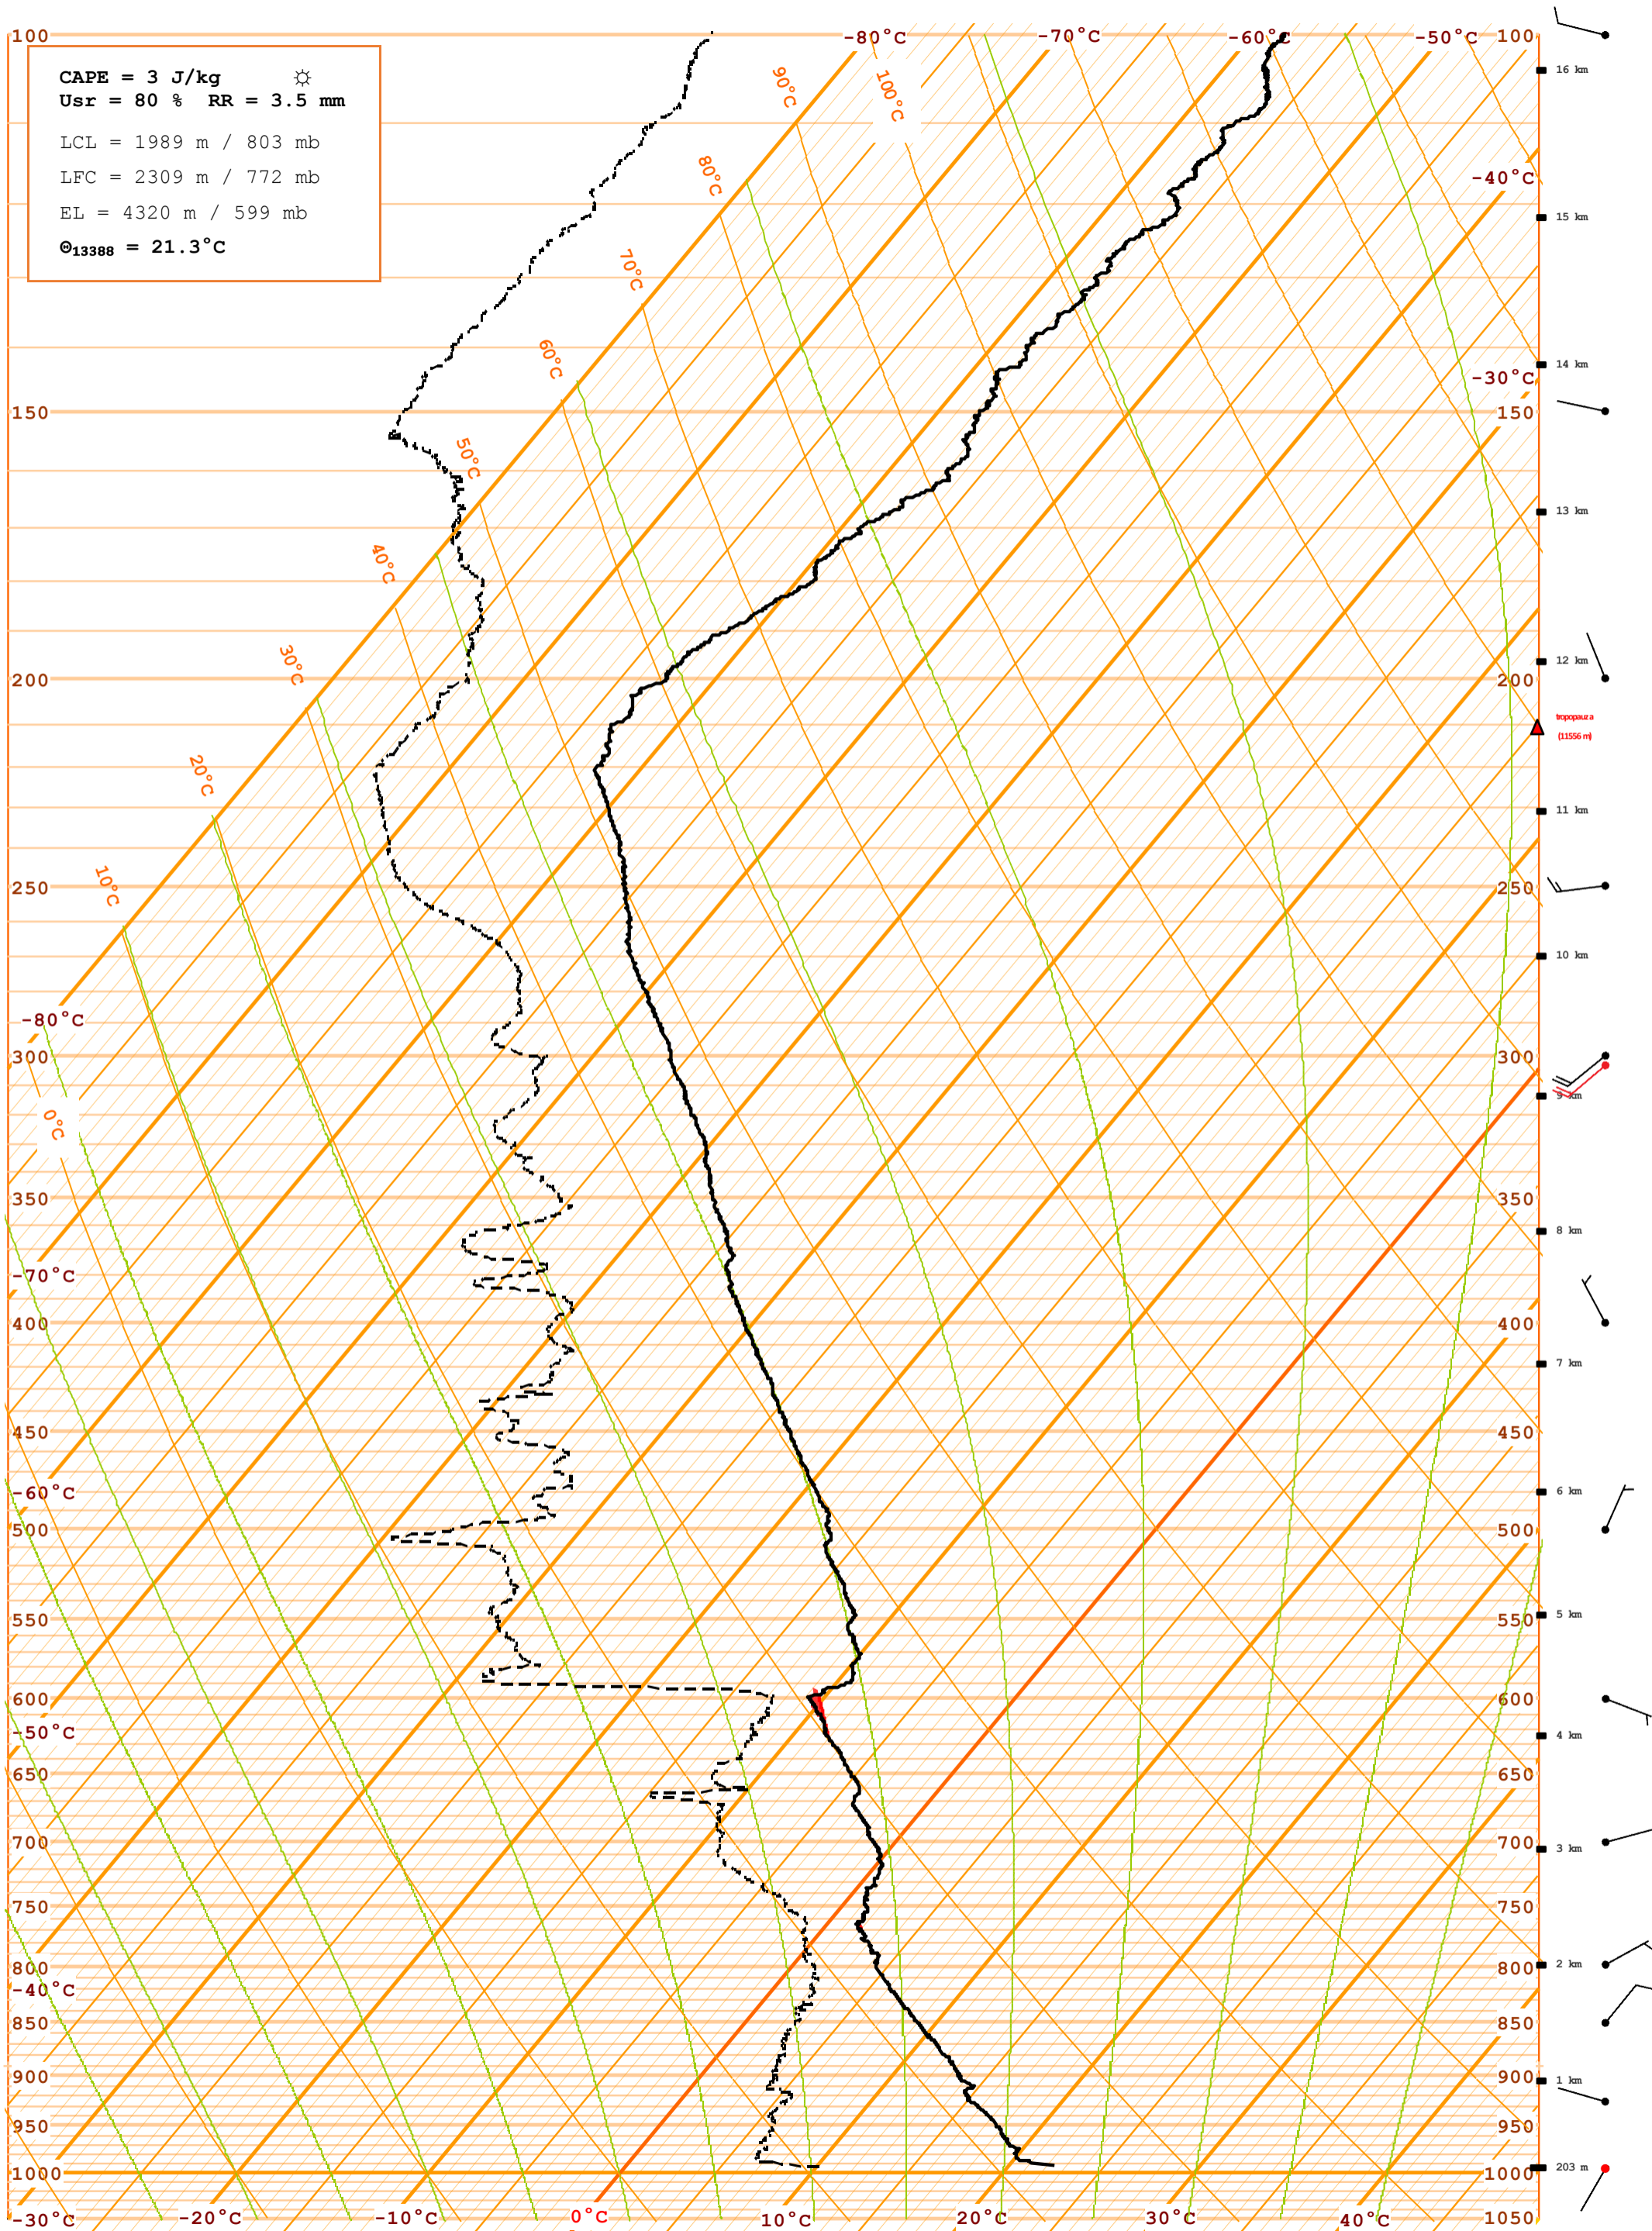 100 -80°C -70°C -60°C -50°C 100
CAPE = 3 J/kg ☼
Usr = 80 % RR = 3.5 mm
LCL = 1989 m / 803 mb
LFC = 2309 m / 772 mb
EL = 4320 m / 599 mb
Θ13388 = 21.3°C
90°C 100°C
16 km
80°C -40°C
15 km
70°C
60°C 14 km
-30°C
150 150
50°C
13 km
40°C
30°C 12 km
200 200
tropopauza
(11556 m)
20°C
11 km
10°C 250 250
10 km
-80°C
300 300
9 km
0°C
350 350
8 km
-70°C
400 400
7 km
450 450
-60°C 6 km
500 500
550 550
5 km
600 600
-50°C 4 km
650 650
700 700
3 km
750 750
800 800 2 km
-40°C
850 850
900 900 1 km
950 950
1000 1000 203 m
-30°C -20°C -10°C 0°C 10°C 20°C 30°C 40°C 1050